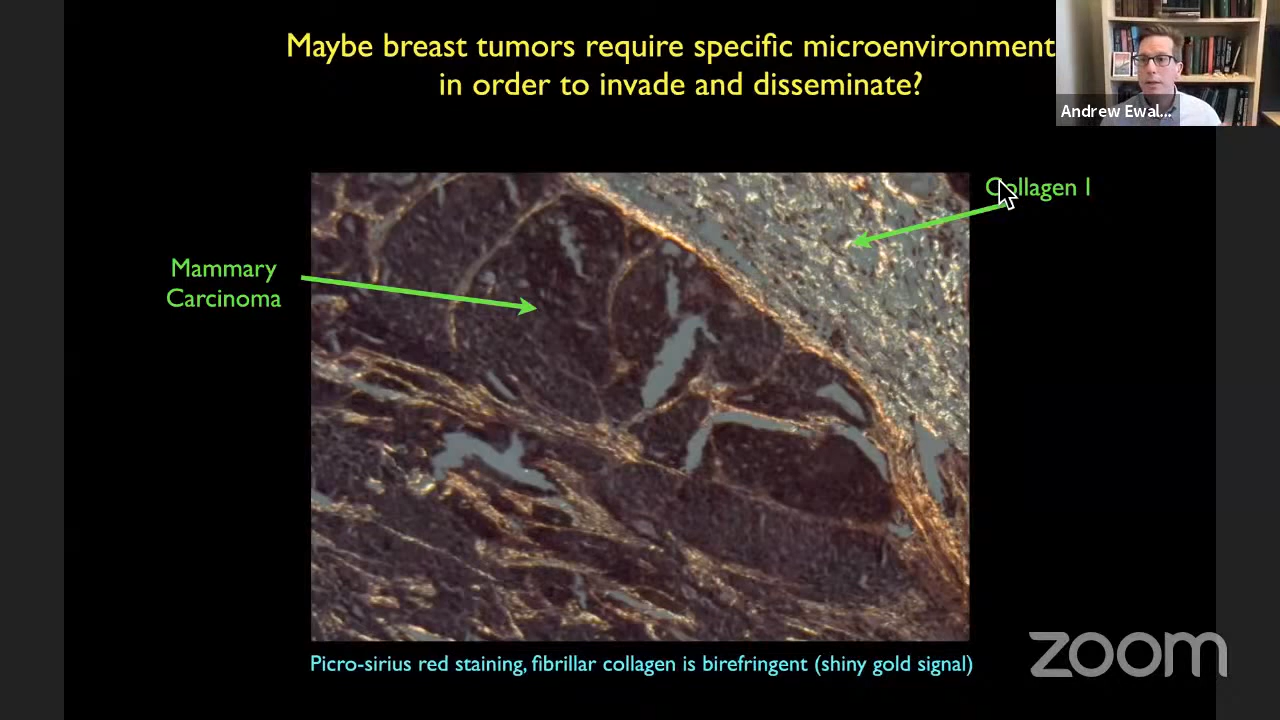 Maybe breast tumors require specific microenvironment
in order to invade and disseminate?
Andrew Ewal...
Collagen I
Mammary
Carcinoma
Picro-sirius red staining, fibrillar collagen is birefringent (shiny gold signal)
zoom